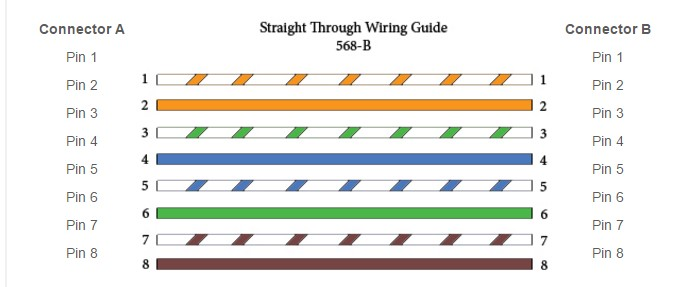 Connector A
Straight Through Wiring Guide
568-B
Connector B
Pin 1
Pin 2
Pin 3
Pin 4
Pin 5
Pin 6
Pin 7
Pin 8
1
2
3
4
5
6
7
8
1
2
3
4
5
6
7
8
Pin 1
Pin 2
Pin 3
Pin 4
Pin 5
Pin 6
Pin 7
Pin 8